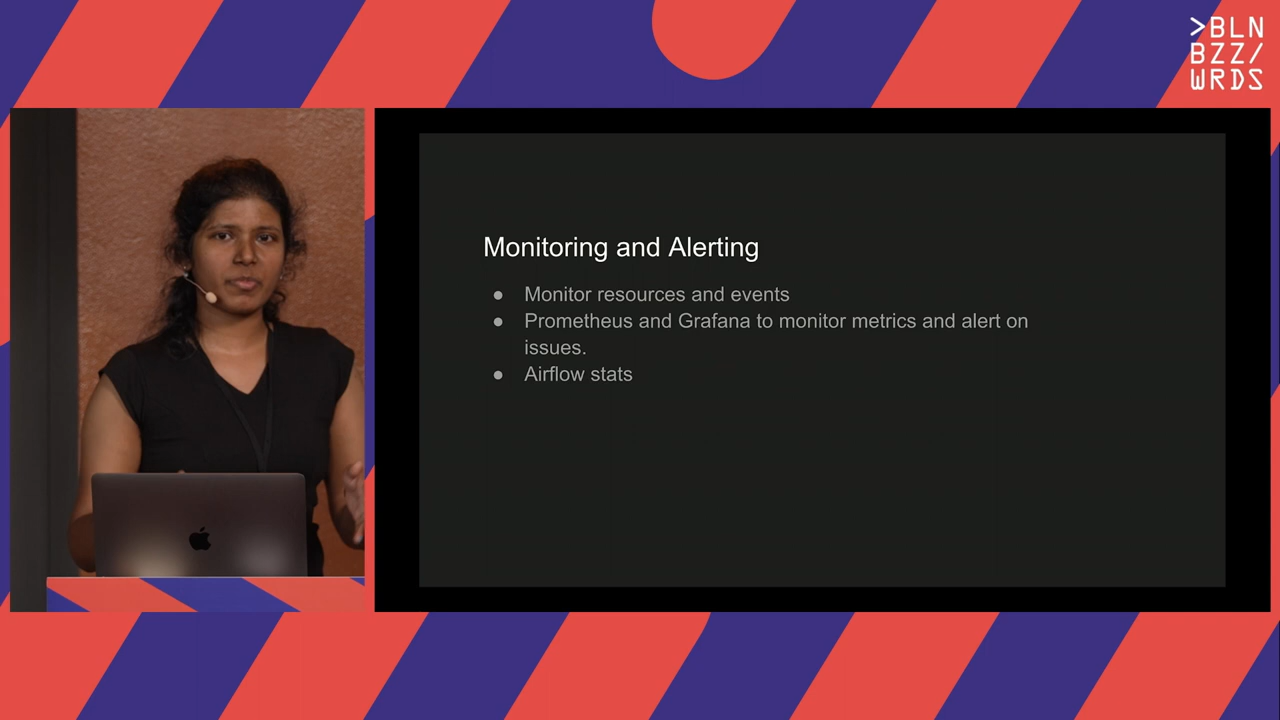 >BLN
BZZ/
WRDS
Monitoring and Alerting
● Monitor resources and events
● Prometheus and Grafana to monitor metrics and alert on
issues.
● Airflow stats